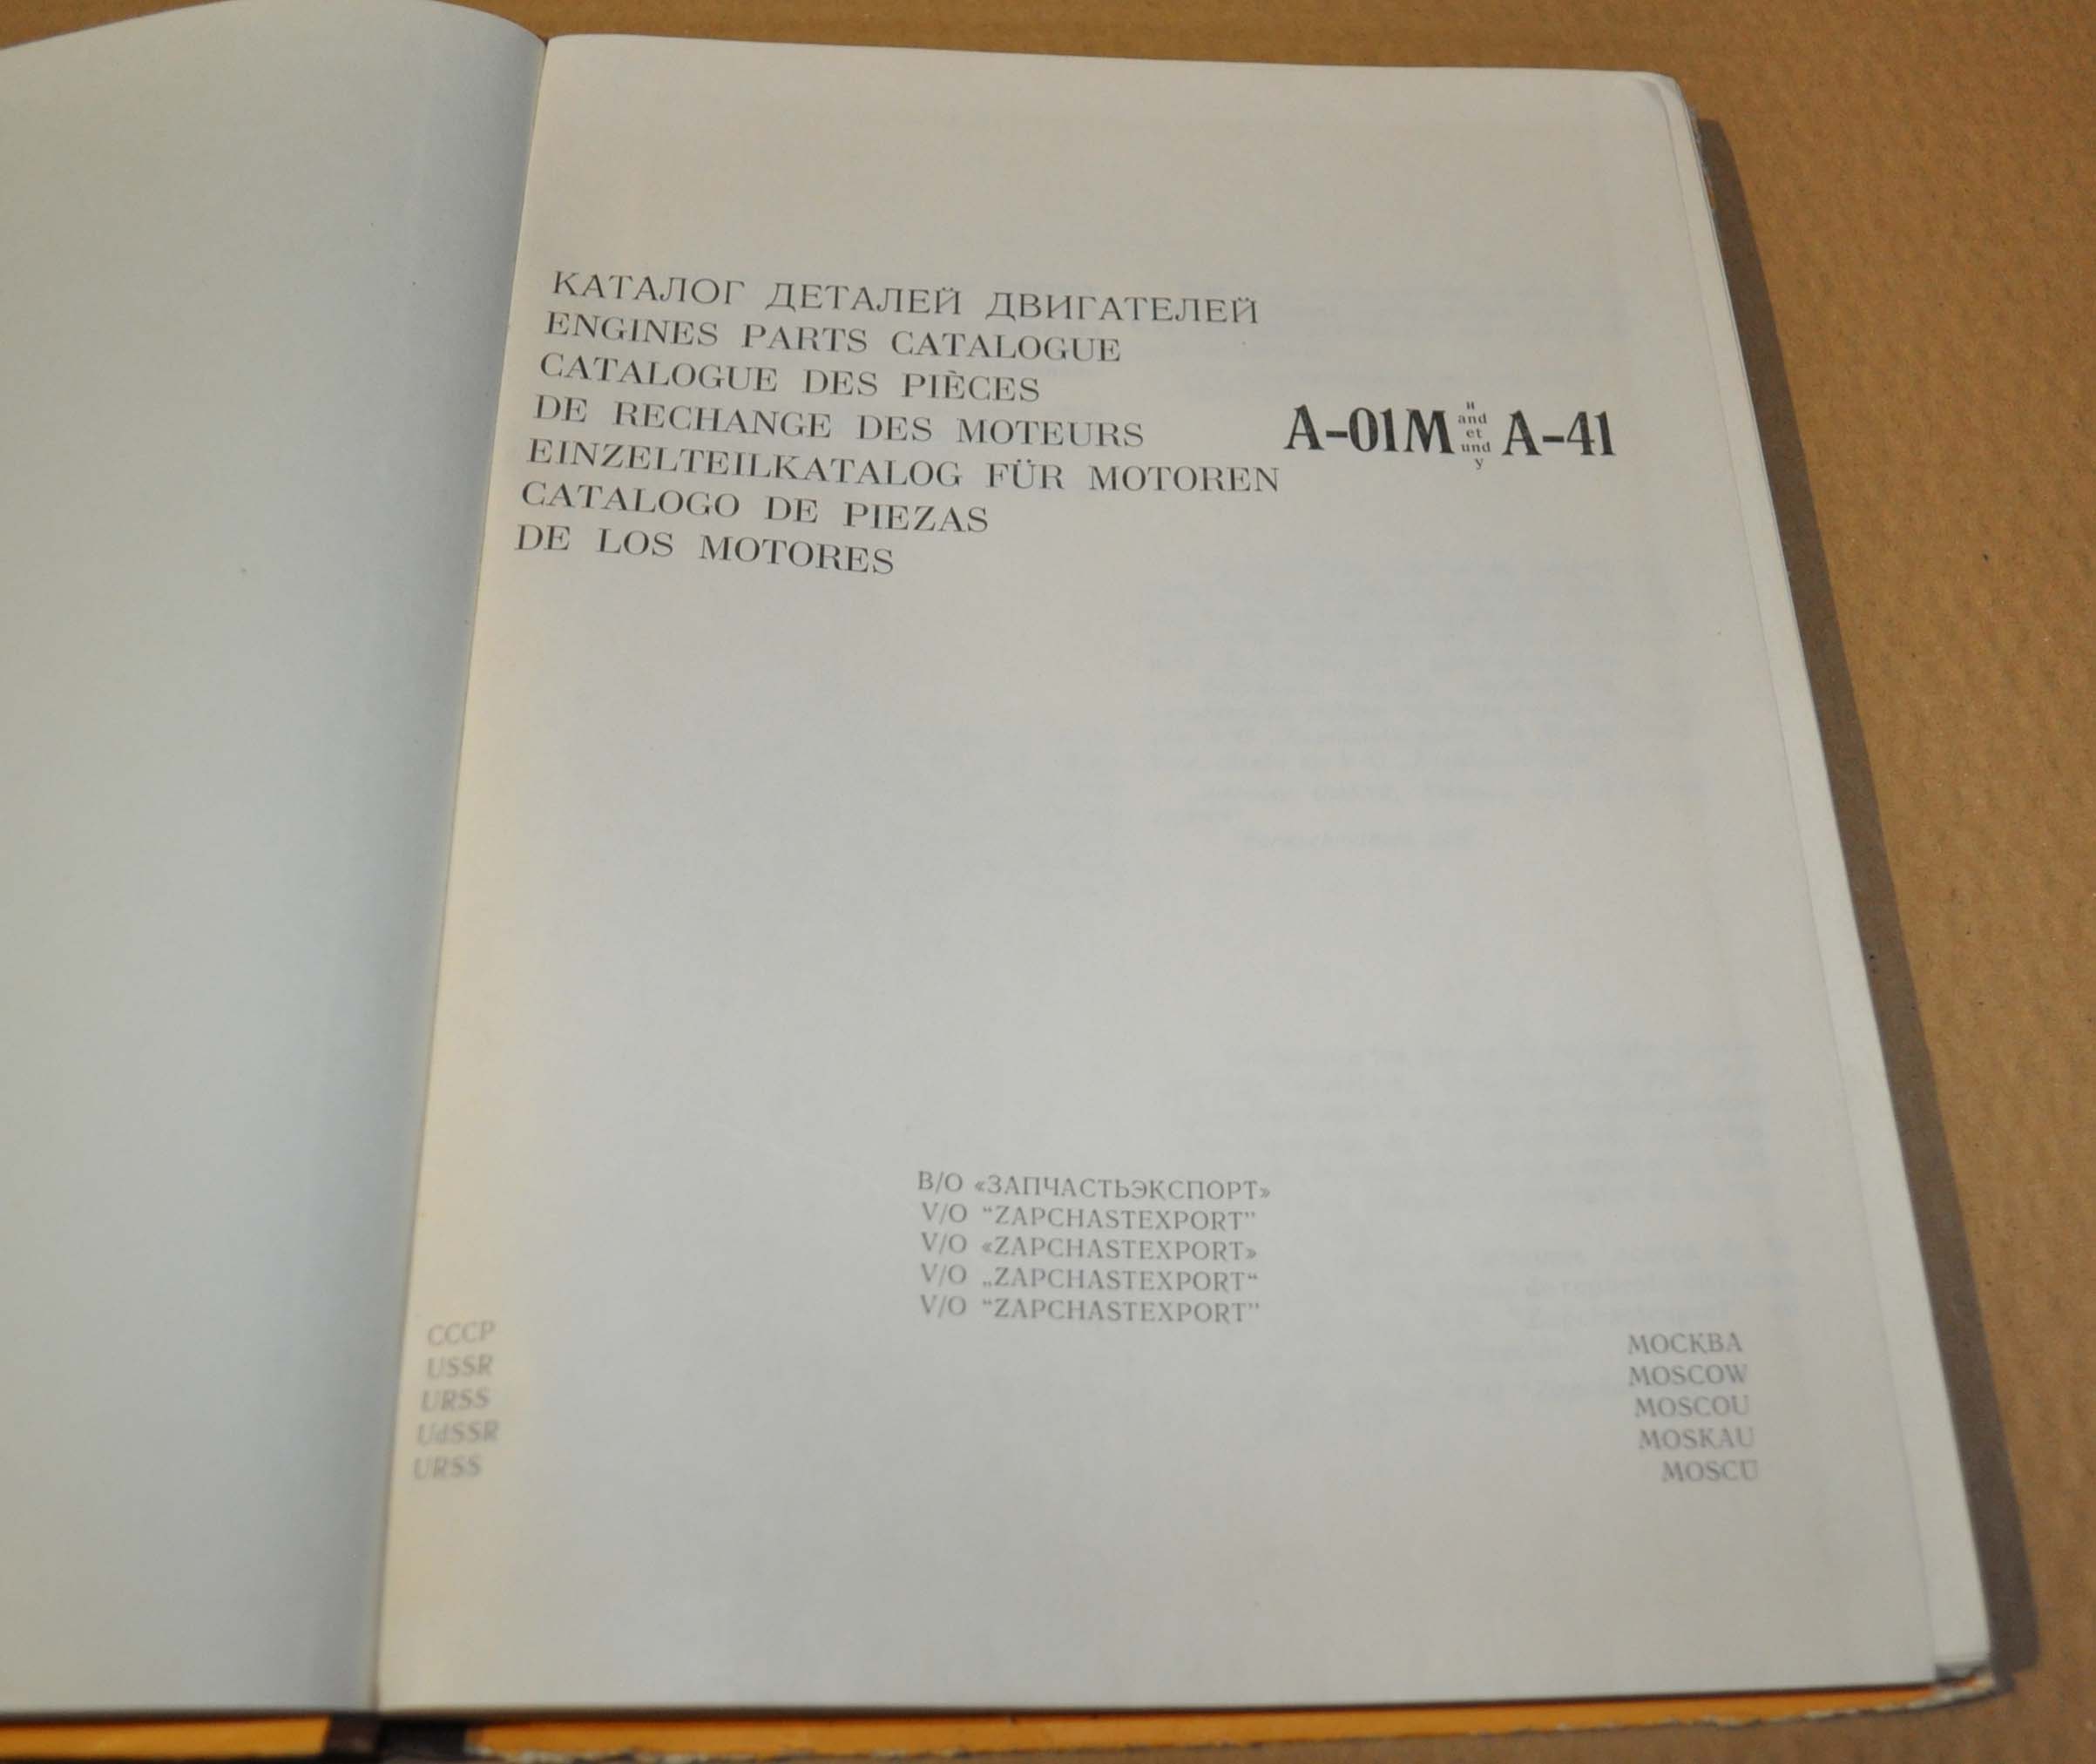 КАТАЛОГ ДЕТАЛЕЙ ДВИГАТЕЛЕЙ
ENGINES PARTS CATALOGUE
CATALOGUE DES PIÈCES
DE RECHANGE DES MOTEURS
EINZELTEILKATALOG FÜR MOTOREN
CATALOGO DE PIEZAS
DE LOS MOTORES
А-01М
и
and
et
und
y
А-41
В/О «ЗАПЧАСТЬЭКСПОРТ»
V/O “ZAPCHASTEXPORT”
V/O «ZAPCHASTEXPORT»
V/O „ZAPCHASTEXPORT“
V/O “ZAPCHASTEXPORT”
СССР
USSR
URSS
UdSSR
URSS
МОСКВА
MOSCOW
MOSCOU
MOSKAU
MOSCU